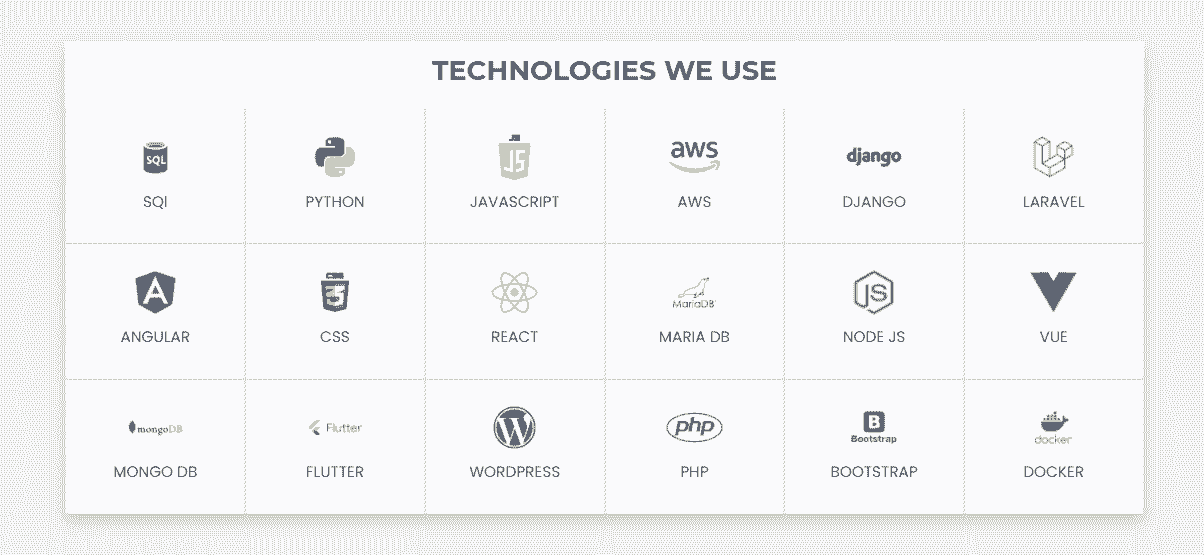 TECHNOLOGIES WE USE
SQL JS aws django
SQI PYTHON JAVASCRIPT AWS DJANGO LARAVEL
A 3 MariaDB JS
ANGULAR CSS REACT MARIA DB NODE JS VUE
mongoDB Flutter W php B Bootstrap docker
MONGO DB FLUTTER WORDPRESS PHP BOOTSTRAP DOCKER